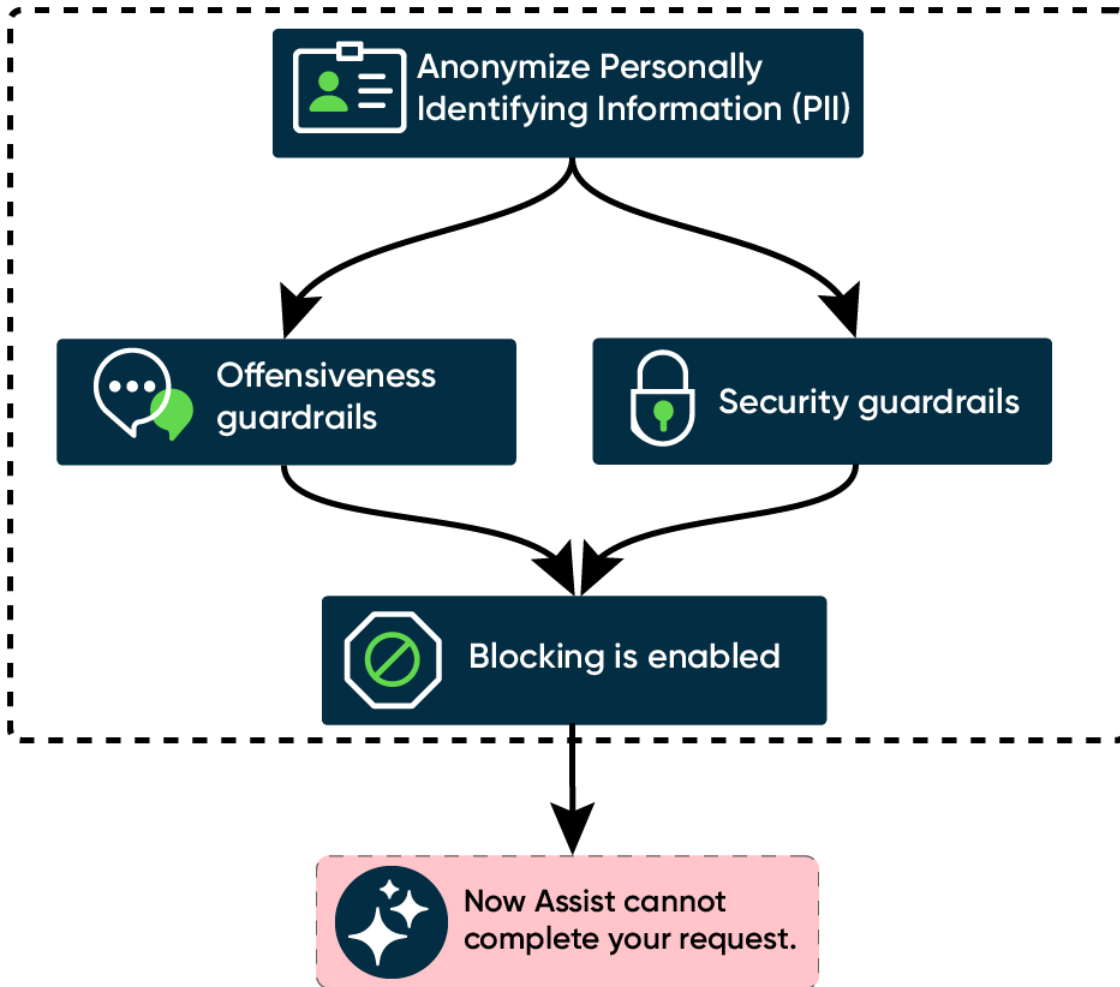 Anonymize Personally
Identifying Information (PII)
Offensiveness
guardrails
Security guardrails
Blocking is enabled
Now Assist cannot
complete your request.